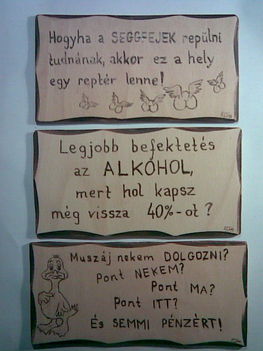 Hogyha a SEGGFEJEK repülni
tudnának, akkor ez a hely
egy reptér lenne!
Legjobb befektetés
az ALKOHOL,
mert hol kapsz
még vissza 40%-ot?
Muszáj nekem DOLGOZNI?
Pont NEKEM?
Pont MA?
Pont ITT?
ÉS SEMMI PÉNZÉRT!